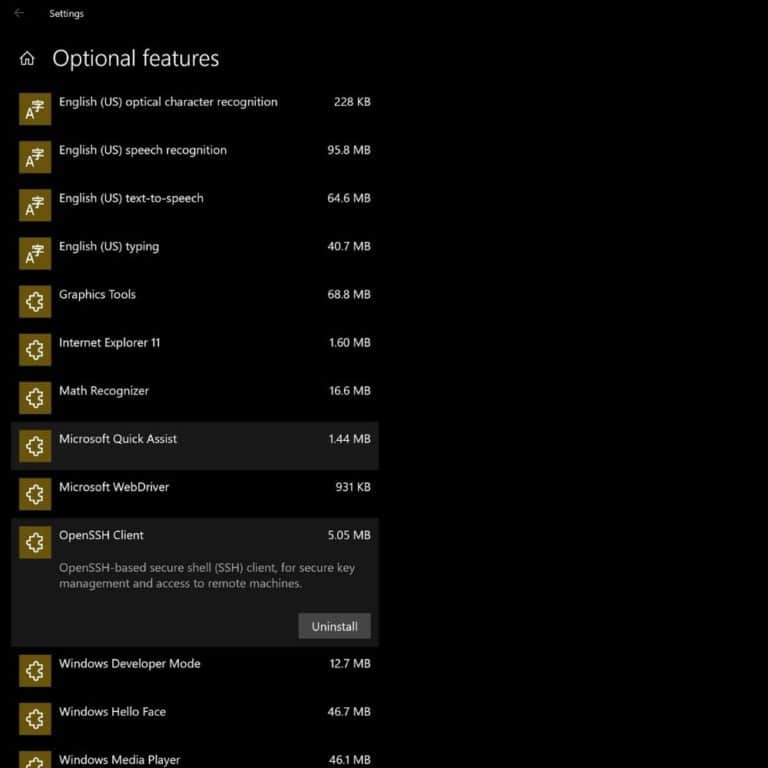 Settings
Optional features
English (US) optical character recognition 228 KB
English (US) speech recognition 95.8 MB
English (US) text-to-speech 64.6 MB
English (US) typing 40.7 MB
Graphics Tools 68.8 MB
Internet Explorer 11 1.60 MB
Math Recognizer 16.6 MB
Microsoft Quick Assist 1.44 MB
Microsoft WebDriver 931 KB
OpenSSH Client 5.05 MB
OpenSSH-based secure shell (SSH) client, for secure key
management and access to remote machines.
Uninstall
Windows Developer Mode 12.7 MB
Windows Hello Face 46.7 MB
Windows Media Player 46.1 MB